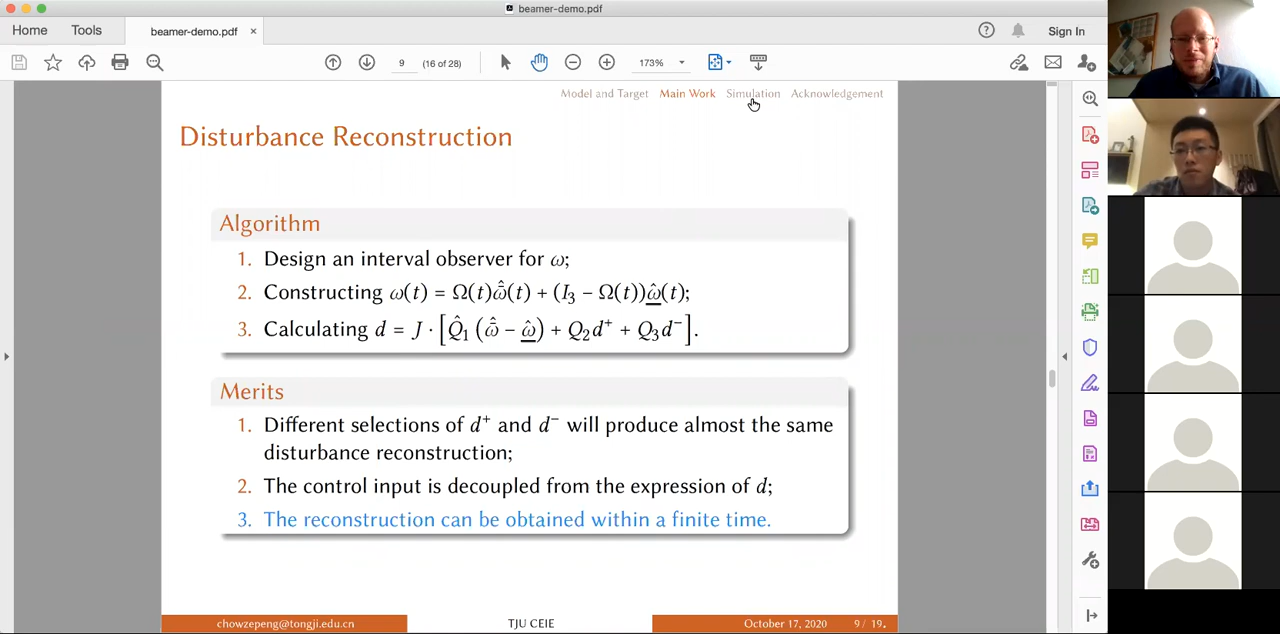 beamer-demo.pdf
Home Tools beamer-demo.pdf × Sign In
9 (16 of 28) 173%
Model and Target Main Work Simulation Acknowledgement
Disturbance Reconstruction
Algorithm
1. Design an interval observer for ω;
2. Constructing ω(t) = Ω(t)ω̂̄(t) + (I₃ − Ω(t))ω̲̂(t);
3. Calculating d = J · [Q̂₁ (ω̂̄ − ω̲̂) + Q₂d⁺ + Q₃d⁻].
Merits
1. Different selections of d⁺ and d⁻ will produce almost the same
disturbance reconstruction;
2. The control input is decoupled from the expression of d;
3. The reconstruction can be obtained within a finite time.
chowzepeng@tongji.edu.cn TJU CEIE October 17, 2020 9 / 19.